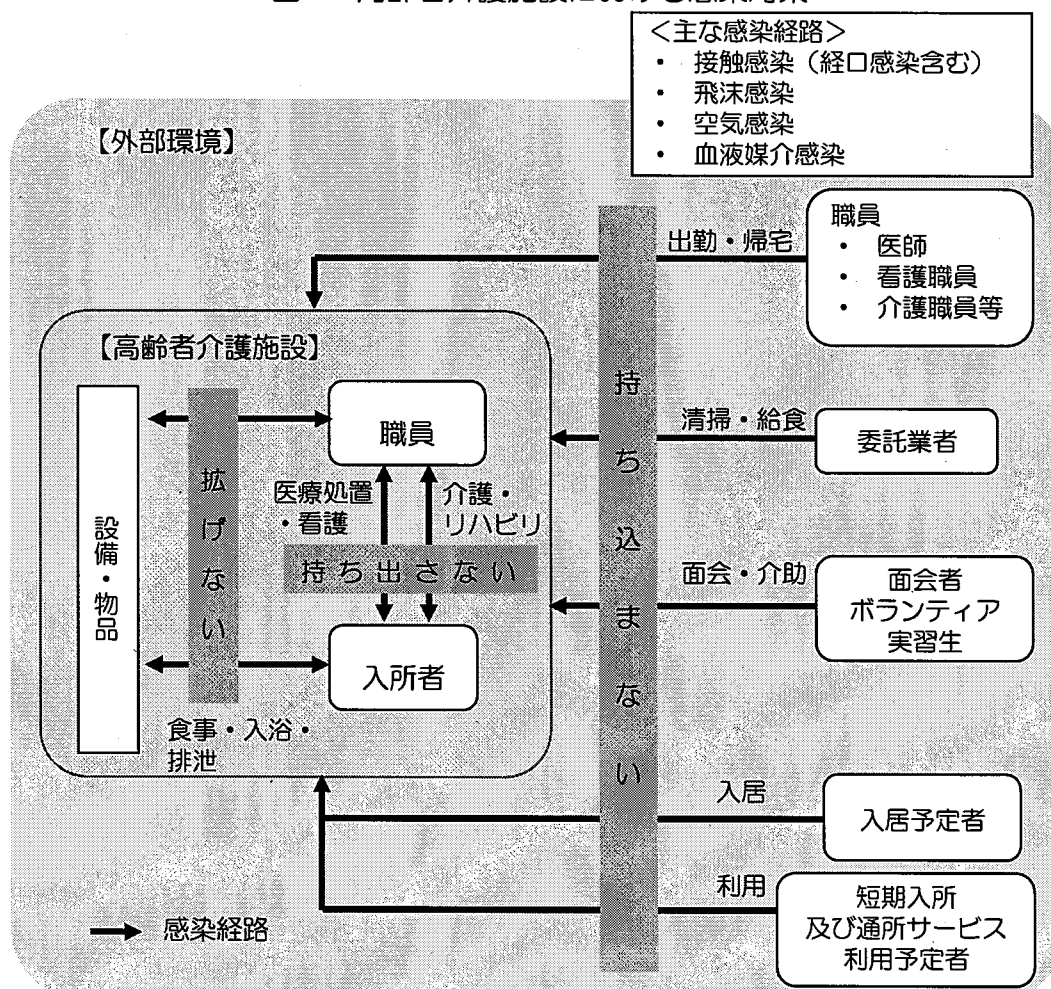 ＜主な感染経路＞
・ 接触感染（経口感染含む）
・ 飛沫感染
・ 空気感染
・ 血液媒介感染
【外部環境】
職員
・ 医師
・ 看護職員
・ 介護職員等
出勤・帰宅
【高齢者介護施設】
持ち込まない
職員
清掃・給食
委託業者
拡げない
医療処置
・看護
介護・
リハビリ
設備・物品
持ち出さない
面会・介助
面会者
ボランティア
実習生
入所者
食事・入浴・
排泄
入居
入居予定者
利用
短期入所
及び通所サービス
利用予定者
感染経路